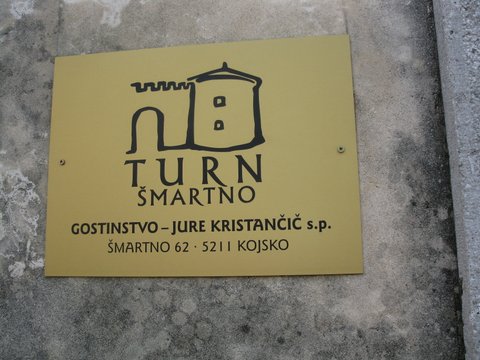 TURN
ŠMARTNO
GOSTINSTVO – JURE KRISTANČIČ s.p.
ŠMARTNO 62 · 5211 KOJSKO